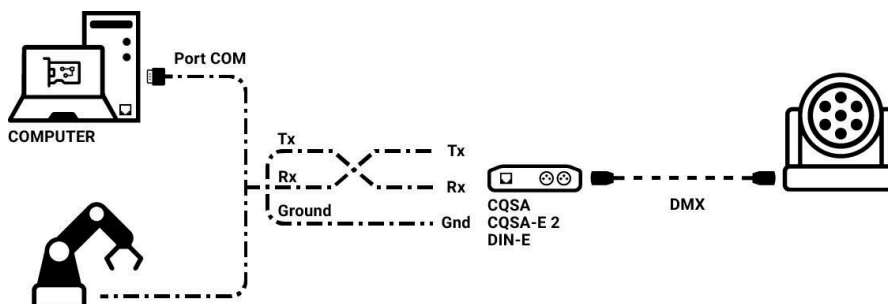 Port COM
COMPUTER
Tx
Tx
Rx
Rx
Ground
Gnd
CQSA
CQSA-E 2
DIN-E
DMX